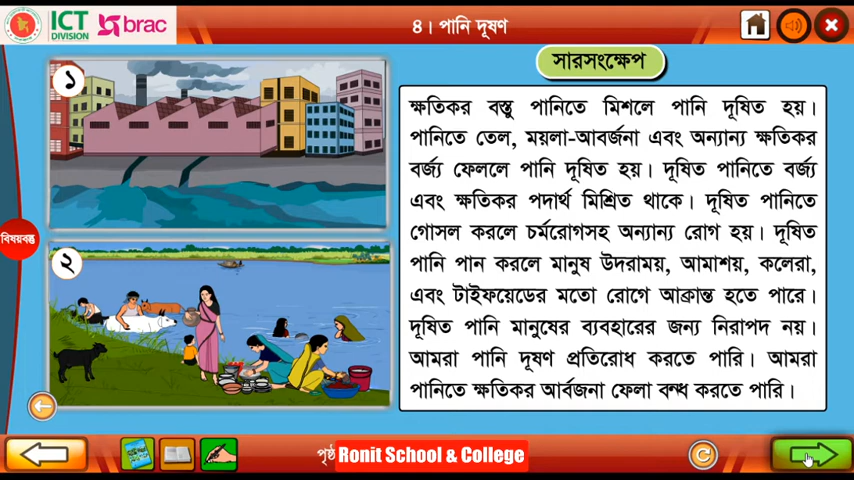 ICT
DIVISION
brac
৪। পানি দূষণ
সারসংক্ষেপ
১
২
বিষয়বস্তু
ক্ষতিকর বস্তু পানিতে মিশলে পানি দূষিত হয়।
পানিতে তেল, ময়লা-আবর্জনা এবং অন্যান্য ক্ষতিকর
বর্জ্য ফেললে পানি দূষিত হয়। দূষিত পানিতে বর্জ্য
এবং ক্ষতিকর পদার্থ মিশ্রিত থাকে। দূষিত পানিতে
গোসল করলে চর্মরোগসহ অন্যান্য রোগ হয়। দূষিত
পানি পান করলে মানুষ উদরাময়, আমাশয়, কলেরা,
এবং টাইফয়েডের মতো রোগে আক্রান্ত হতে পারে।
দূষিত পানি মানুষের ব্যবহারের জন্য নিরাপদ নয়।
আমরা পানি দূষণ প্রতিরোধ করতে পারি। আমরা
পানিতে ক্ষতিকর আর্বজনা ফেলা বন্ধ করতে পারি।
Ronit School & College